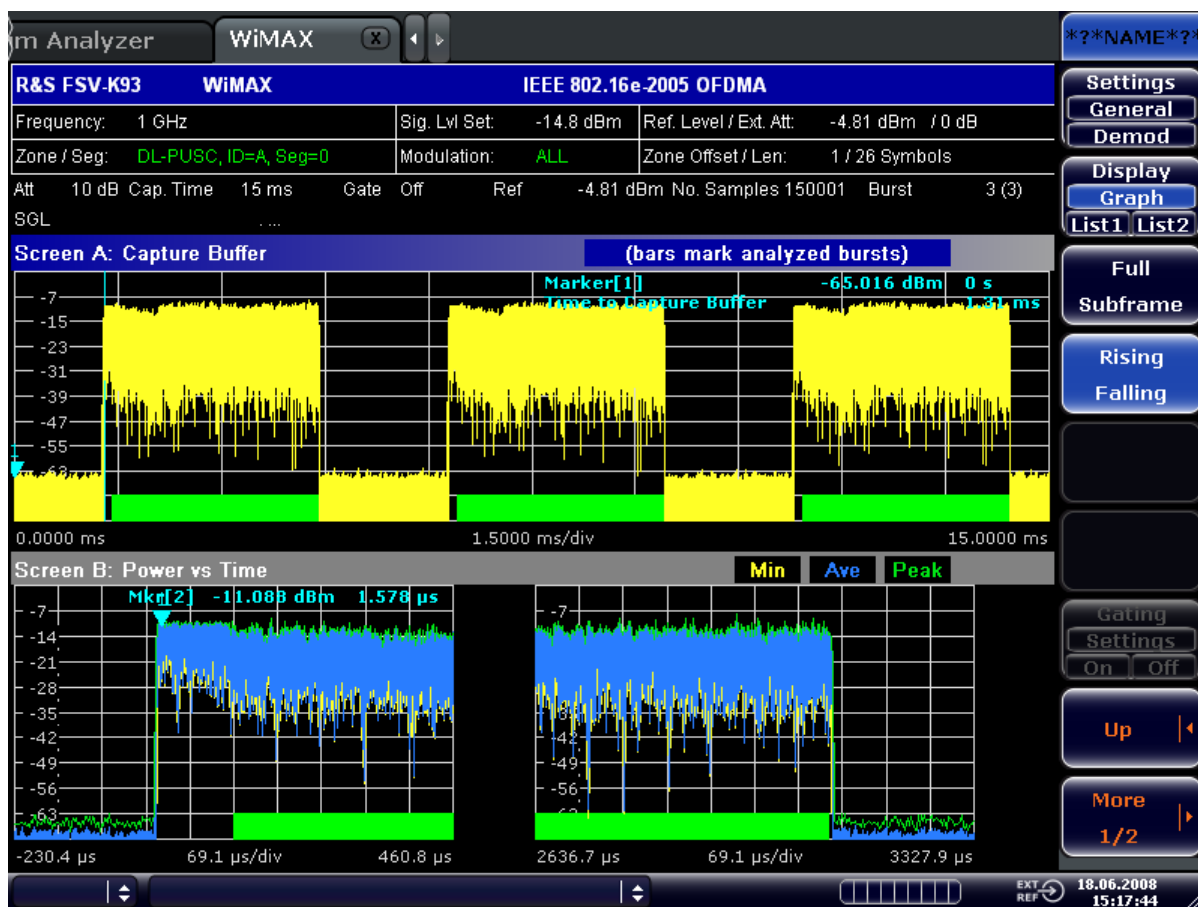 m Analyzer WiMAX X
*?*NAME*?*
R&S FSV-K93 WiMAX IEEE 802.16e-2005 OFDMA
Frequency: 1 GHz Sig. Lvl Set: -14.8 dBm Ref. Level / Ext. Att: -4.81 dBm / 0 dB
Zone / Seg: DL-PUSC, ID=A, Seg=0 Modulation: ALL Zone Offset / Len: 1 / 26 Symbols
Att 10 dB Cap. Time 15 ms Gate Off Ref -4.81 dBm No. Samples 150001 Burst 3 (3)
SGL . ...
Screen A: Capture Buffer (bars mark analyzed bursts)
Marker[1] -65.016 dBm 0 s
Time to Capture Buffer 1.31 ms
-7
-15
-23
-31
-39
-47
-55
-63
1
0.0000 ms 1.5000 ms/div 15.0000 ms
Screen B: Power vs Time Min Ave Peak
Mkr[2] -11.088 dBm 1.578 µs
-7 -7
-14
-21
-28
-35
-42 -42
-49 -49
-56 -56
-63
-230.4 µs 69.1 µs/div 460.8 µs 2636.7 µs 69.1 µs/div 3327.9 µs
Settings
General
Demod
Display
Graph
List1 List2
Full
Subframe
Rising
Falling
Gating
Settings
On Off
Up
More
1/2
EXT
REF
18.06.2008
15:17:44